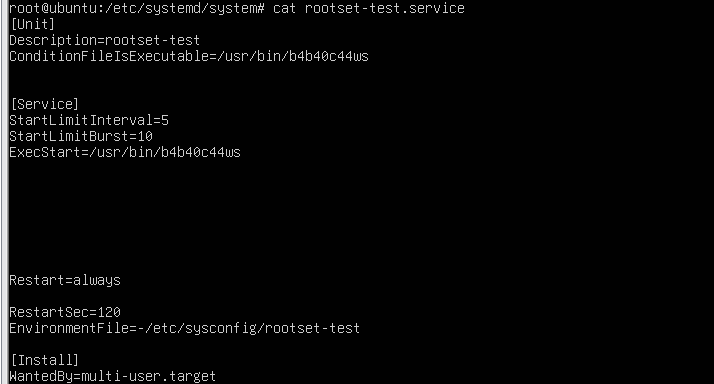 root@ubuntu:/etc/systemd/system# cat rootset-test.service
[Unit]
Description=rootset-test
ConditionFileIsExecutable=/usr/bin/b4b40c44ws
[Service]
StartLimitInterval=5
StartLimitBurst=10
ExecStart=/usr/bin/b4b40c44ws
Restart=always
RestartSec=120
EnvironmentFile=-/etc/sysconfig/rootset-test
[Install]
WantedBy=multi-user.target